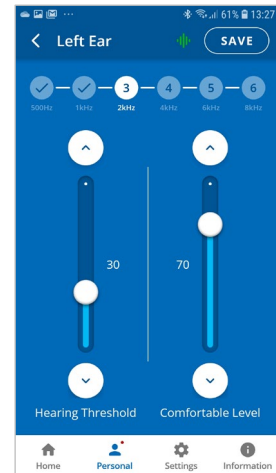 61% 13:27
Left Ear SAVE
3 4 5 6
500Hz 1kHz 2kHz 4kHz 6kHz 8kHz
30 70
Hearing Threshold Comfortable Level
Home Personal Settings Information